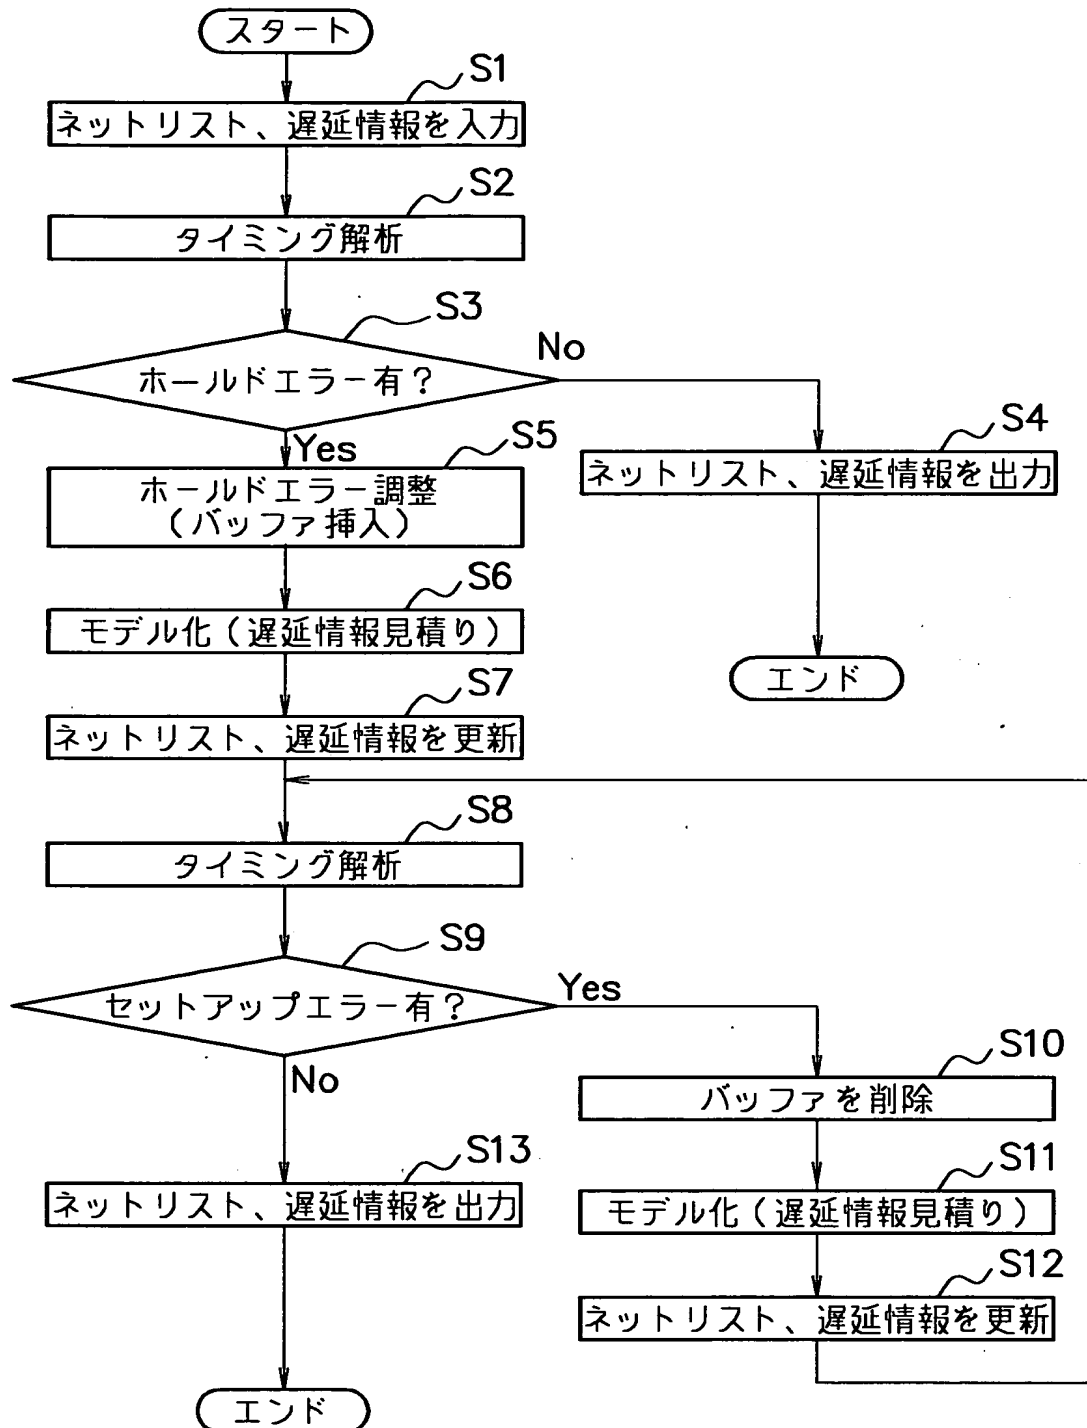 スタート
S1
ネットリスト、遅延情報を入力
S2
タイミング解析
S3
ホールドエラー有？
No
Yes
S4
ネットリスト、遅延情報を出力
エンド
S5
ホールドエラー調整
（バッファ挿入）
S6
モデル化（遅延情報見積り）
S7
ネットリスト、遅延情報を更新
S8
タイミング解析
S9
セットアップエラー有？
Yes
No
S10
バッファを削除
S11
モデル化（遅延情報見積り）
S12
ネットリスト、遅延情報を更新
S13
ネットリスト、遅延情報を出力
エンド